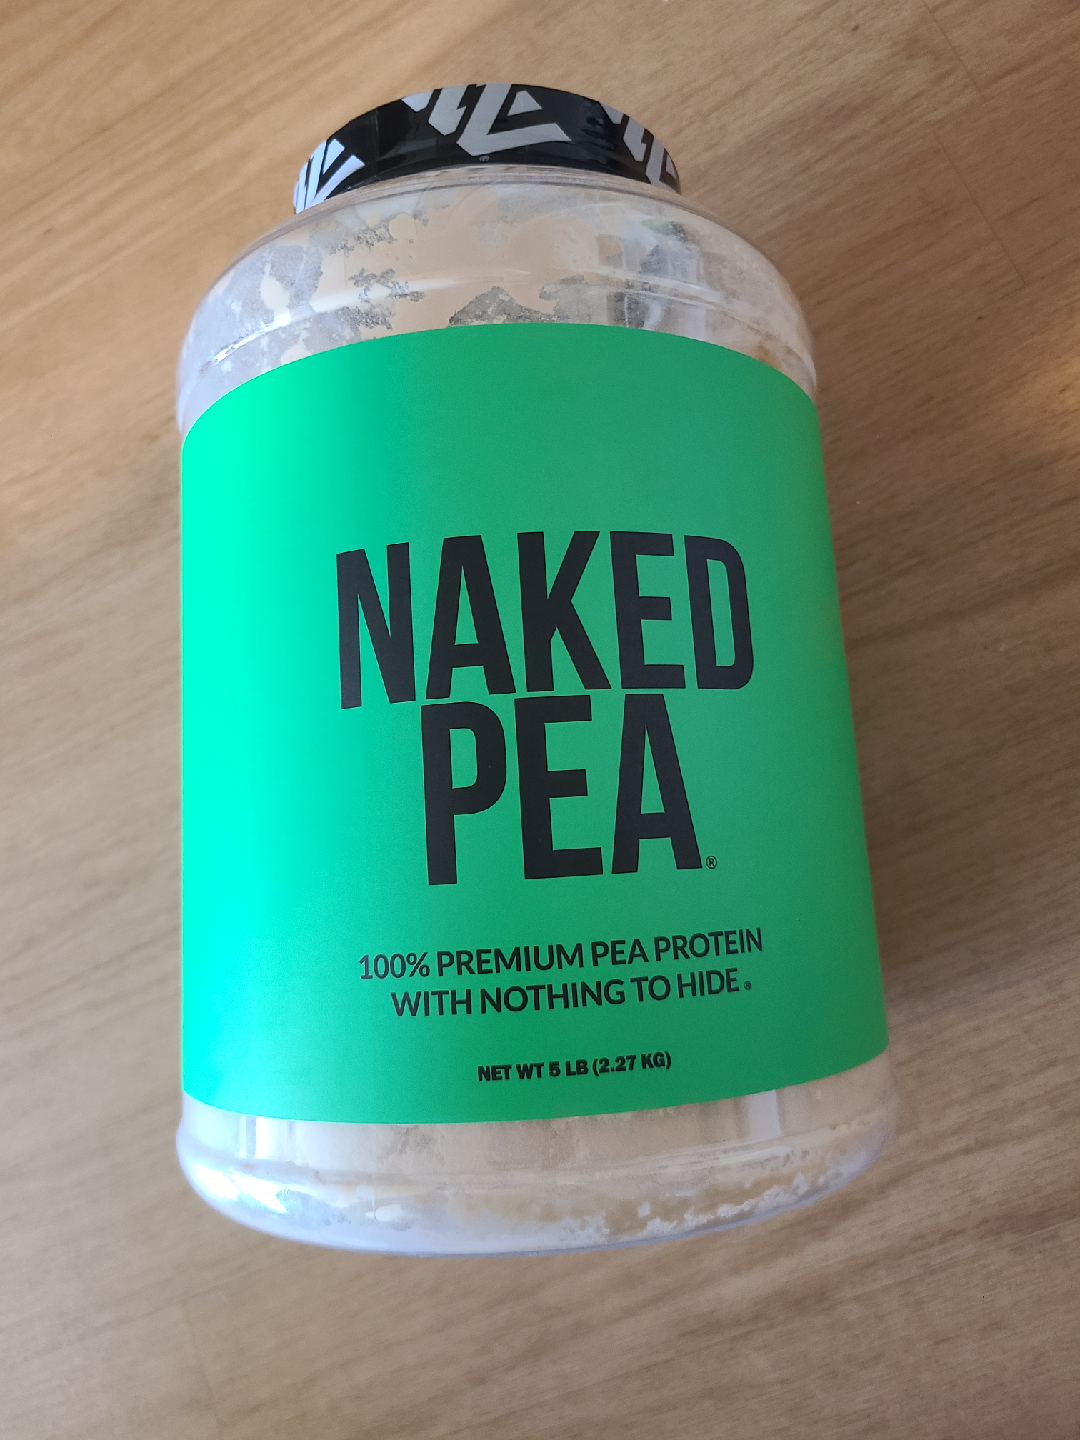 NAKED
PEA®
100% PREMIUM PEA PROTEIN
WITH NOTHING TO HIDE®
NET WT 5 LB (2.27 KG)